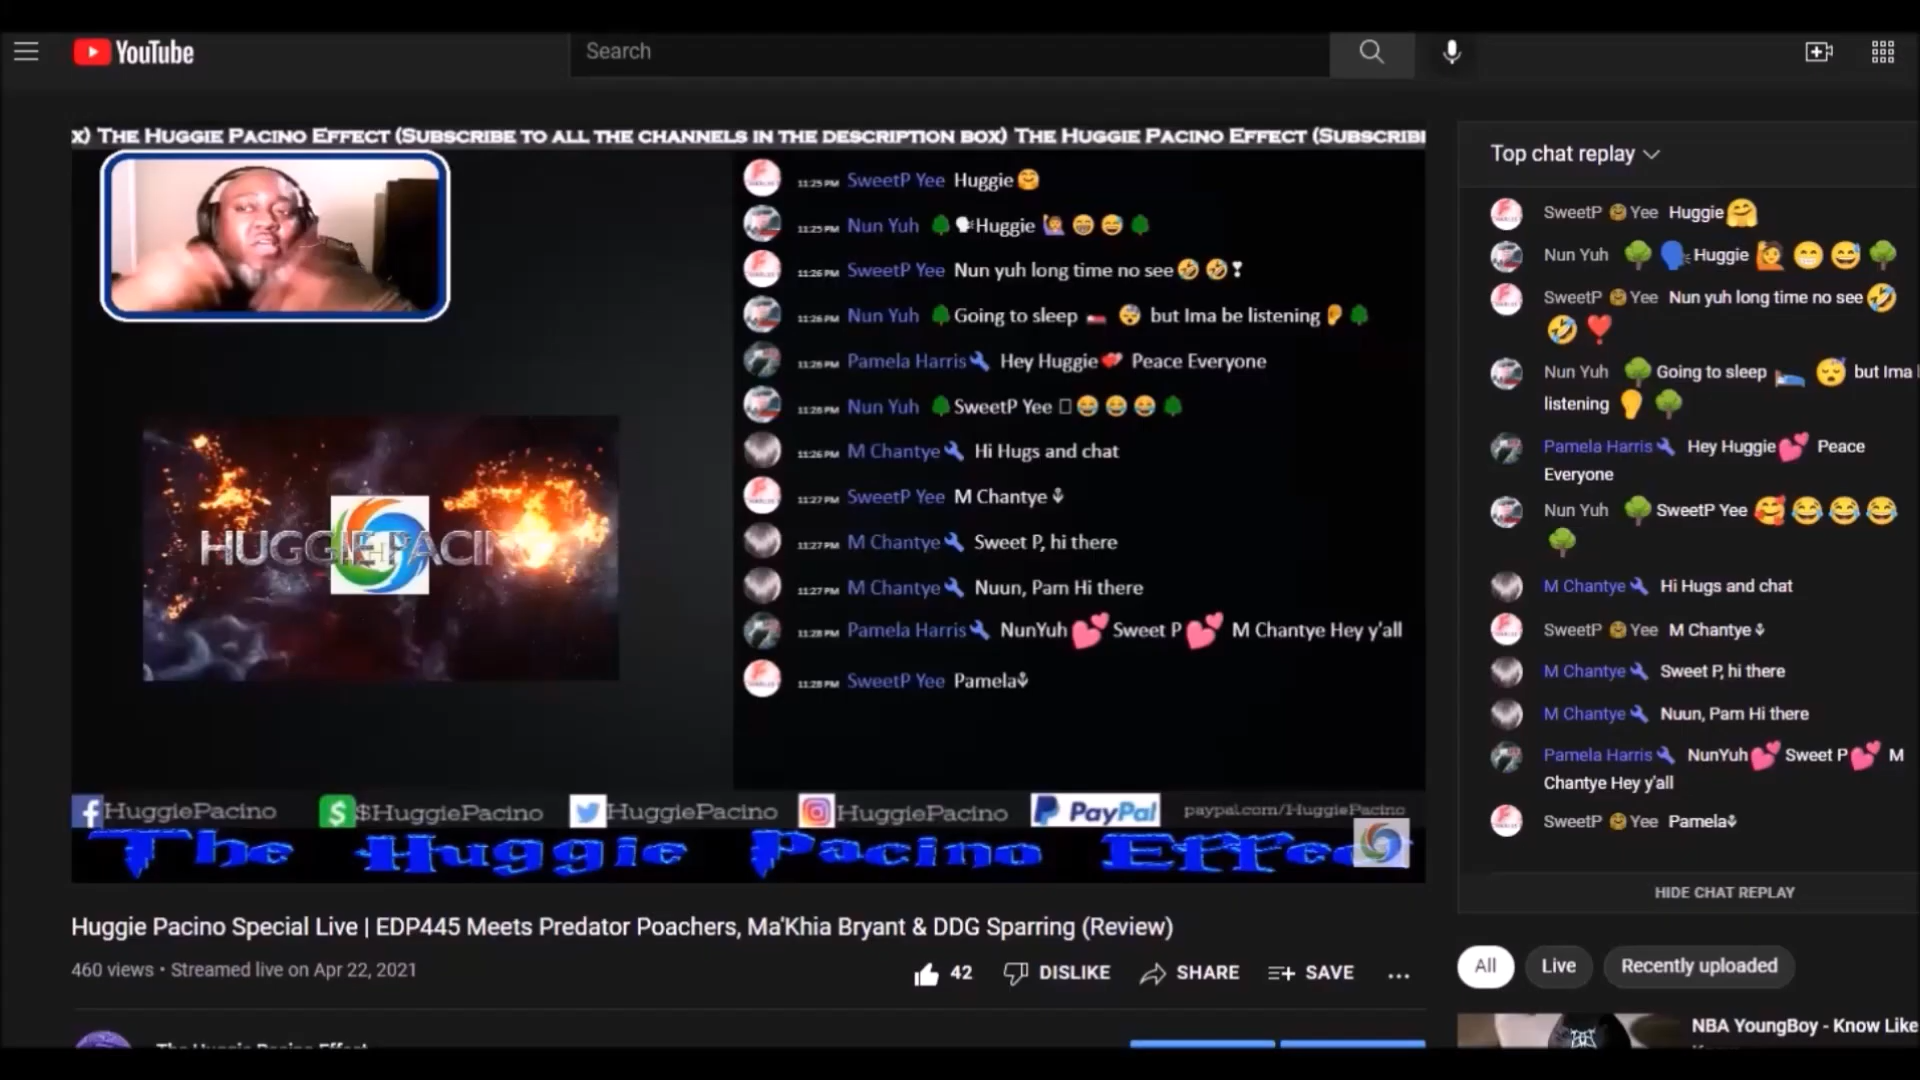 YouTube
Search
x) The Huggie Pacino Effect (Subscribe to all the channels in the description box) The Huggie Pacino Effect (Subscribe
11:25 PM SweetP Yee Huggie🤗
11:25 PM Nun Yuh 🌳🗣Huggie 🙋😁😅🌳
11:26 PM SweetP Yee Nun yuh long time no see🤣🤣❣
11:26 PM Nun Yuh 🌳Going to sleep 🛏 😴 but Ima be listening👂🌳
11:26 PM Pamela Harris Hey Huggie💕 Peace Everyone
11:26 PM Nun Yuh 🌳SweetP Yee 😂😂😂🌳
11:26 PM M Chantye Hi Hugs and chat
11:27 PM SweetP Yee M Chantye⚘
11:27 PM M Chantye Sweet P, hi there
11:27 PM M Chantye Nuun, Pam Hi there
11:28 PM Pamela Harris NunYuh💕 Sweet P💕 M Chantye Hey y'all
11:28 PM SweetP Yee Pamela⚘
HUGGIE PACIN
HuggiePacino $HuggiePacino HuggiePacino HuggiePacino PayPal paypal.com/HuggiePacino
The Huggie Pacino Effec
Huggie Pacino Special Live | EDP445 Meets Predator Poachers, Ma'Khia Bryant & DDG Sparring (Review)
460 views • Streamed live on Apr 22, 2021
42 DISLIKE SHARE SAVE ...
The Huggie Pacino Effect
Top chat replay
SweetP 🤗Yee Huggie🤗
Nun Yuh 🌳🗣Huggie 🙋😁😅🌳
SweetP 🤗Yee Nun yuh long time no see🤣
🤣❣
Nun Yuh 🌳Going to sleep 🛌 😴 but Ima
listening 👂🌳
Pamela Harris Hey Huggie💕 Peace
Everyone
Nun Yuh 🌳SweetP Yee 🥰😂😂😂
🌳
M Chantye Hi Hugs and chat
SweetP 🤗Yee M Chantye⚘
M Chantye Sweet P, hi there
M Chantye Nuun, Pam Hi there
Pamela Harris NunYuh💕 Sweet P💕 M
Chantye Hey y'all
SweetP 🤗Yee Pamela⚘
HIDE CHAT REPLAY
All Live Recently uploaded
NBA YoungBoy - Know Like